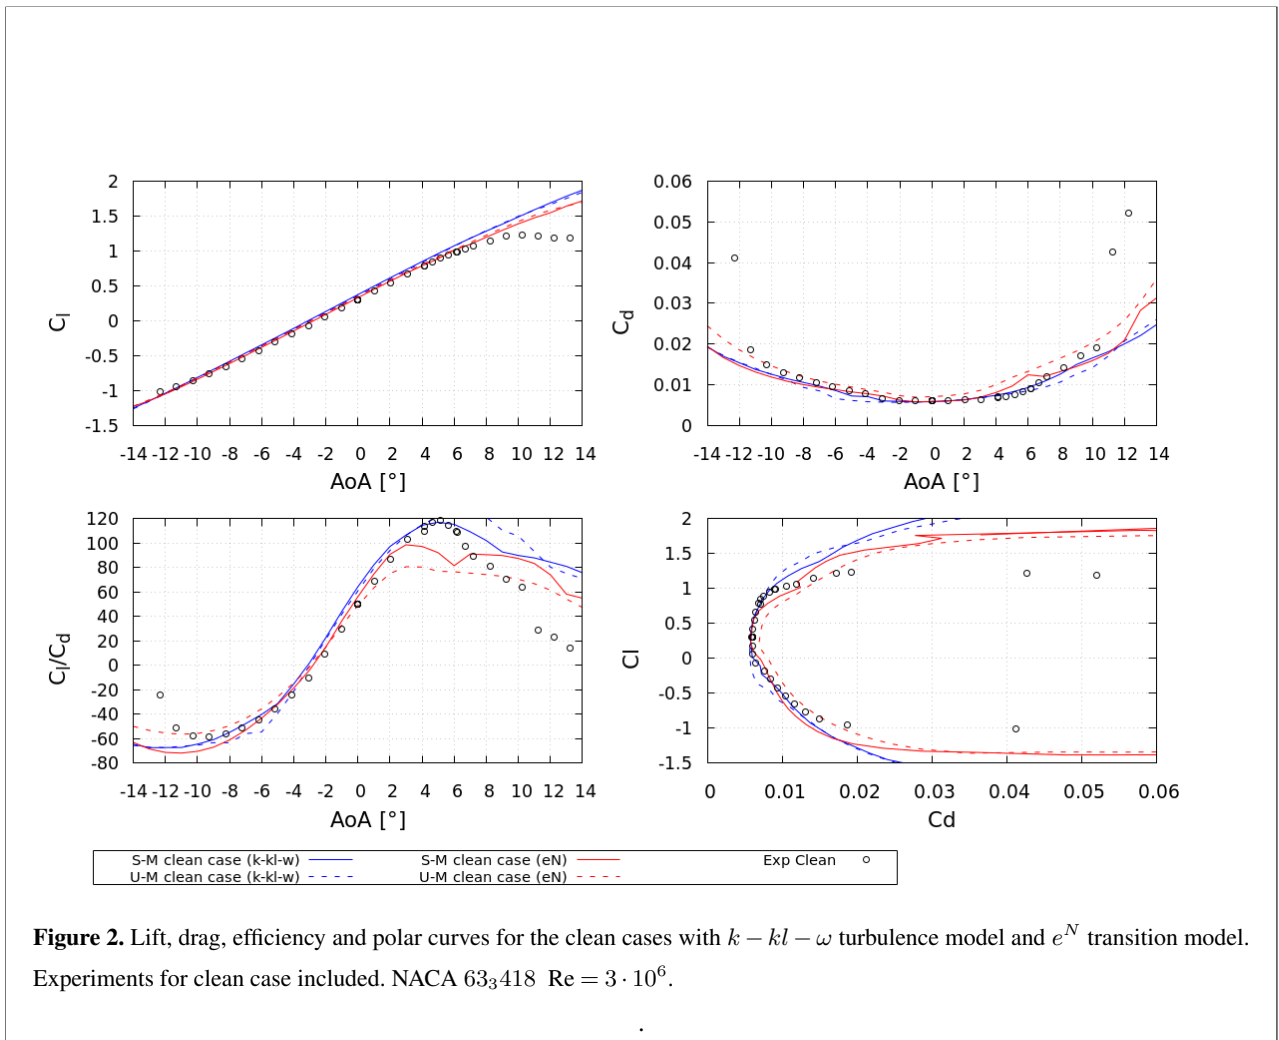 2
1.5
1
0.5
0
-0.5
-1
-1.5
C_l
-14 -12 -10 -8 -6 -4 -2 0 2 4 6 8 10 12 14
AoA [°]
0.06
0.05
0.04
0.03
0.02
0.01
0
C_d
-14 -12 -10 -8 -6 -4 -2 0 2 4 6 8 10 12 14
AoA [°]
120
100
80
60
40
20
0
-20
-40
-60
-80
C_l/C_d
-14 -12 -10 -8 -6 -4 -2 0 2 4 6 8 10 12 14
AoA [°]
2
1.5
1
0.5
0
-0.5
-1
-1.5
Cl
0 0.01 0.02 0.03 0.04 0.05 0.06
Cd
S-M clean case (k-kl-w) S-M clean case (eN) Exp Clean
U-M clean case (k-kl-w) U-M clean case (eN)
Figure 2. Lift, drag, efficiency and polar curves for the clean cases with k − kl − ω turbulence model and e^N transition model.
Experiments for clean case included. NACA 63_3418 Re = 3 · 10^6.
.